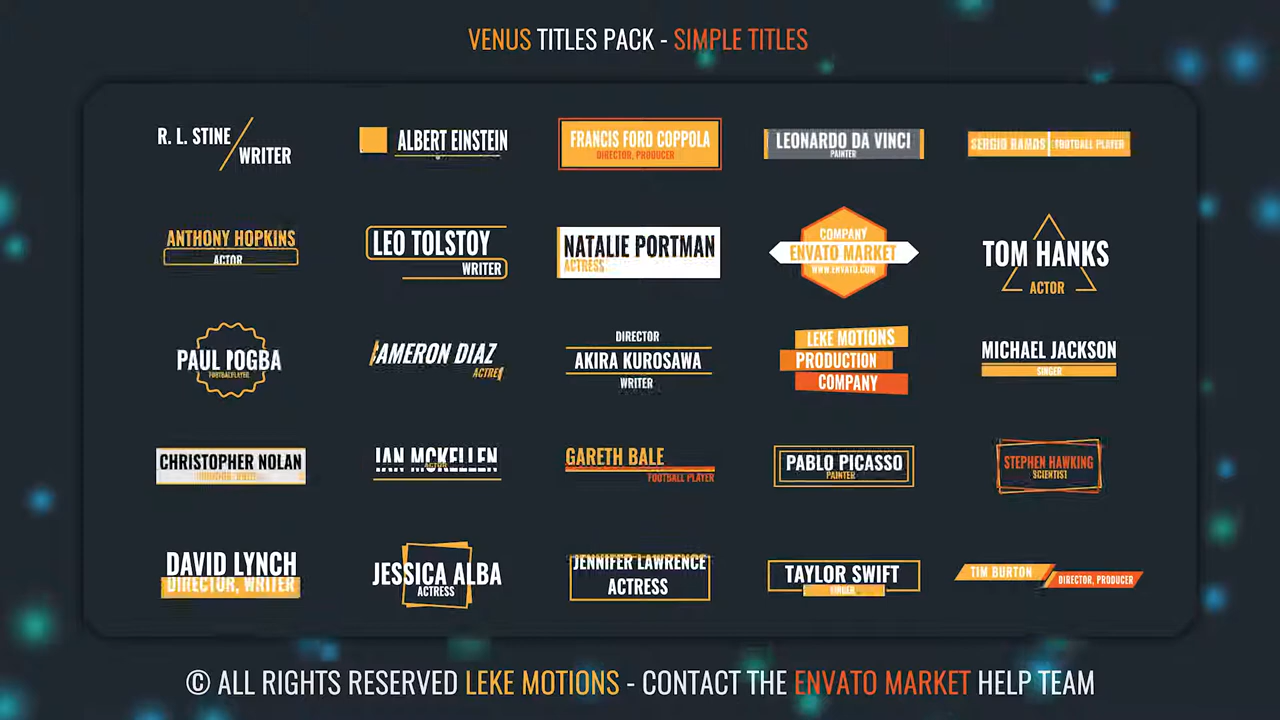 VENUS TITLES PACK - SIMPLE TITLES
R. L. STINE
WRITER
ALBERT EINSTEIN
FRANCIS FORD COPPOLA
DIRECTOR, PRODUCER
LEONARDO DA VINCI
PAINTER
SERGIO RAMOS
FOOTBALL PLAYER
ANTHONY HOPKINS
ACTOR
LEO TOLSTOY
WRITER
NATALIE PORTMAN
ACTRESS
COMPANY
ENVATO MARKET
WWW.ENVATO.COM
TOM HANKS
ACTOR
PAUL POGBA
FOOTBALPLAYER
AMERON DIAZ
ACTRE
DIRECTOR
AKIRA KUROSAWA
WRITER
LEKE MOTIONS
PRODUCTION
COMPANY
MICHAEL JACKSON
SINGER
CHRISTOPHER NOLAN
IAN MCKELLEN
ACTOR
GARETH BALE
FOOTBALL PLAYER
PABLO PICASSO
PAINTER
STEPHEN HAWKING
SCIENTIST
DAVID LYNCH
DIRECTOR, WRITER
JESSICA ALBA
ACTRESS
JENNIFER LAWRENCE
ACTRESS
TAYLOR SWIFT
SINGER
TIM BURTON
DIRECTOR, PRODUCER
© ALL RIGHTS RESERVED LEKE MOTIONS - CONTACT THE ENVATO MARKET HELP TEAM